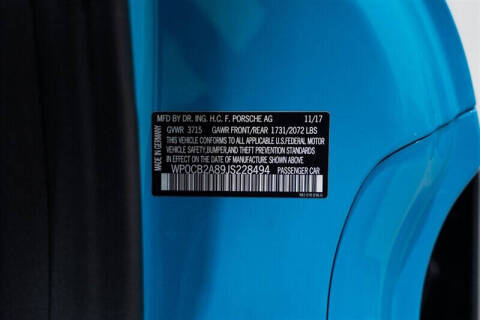 MFD BY DR. ING. H.C. F. PORSCHE AG 11/17
GVWR 3715 GAWR FRONT/REAR 1731/2072 LBS
THIS VEHICLE CONFORMS TO ALL
APPLICABLE U.S. FEDERAL MOTOR
VEHICLE SAFETY, BUMPER, AND THEFT
PREVENTION STANDARDS IN EFFECT ON
THE DATE OF MANUFACTURE SHOWN ABOVE.
WP0CB2A89JS228494 PASSENGER CAR
MADE IN GERMANY